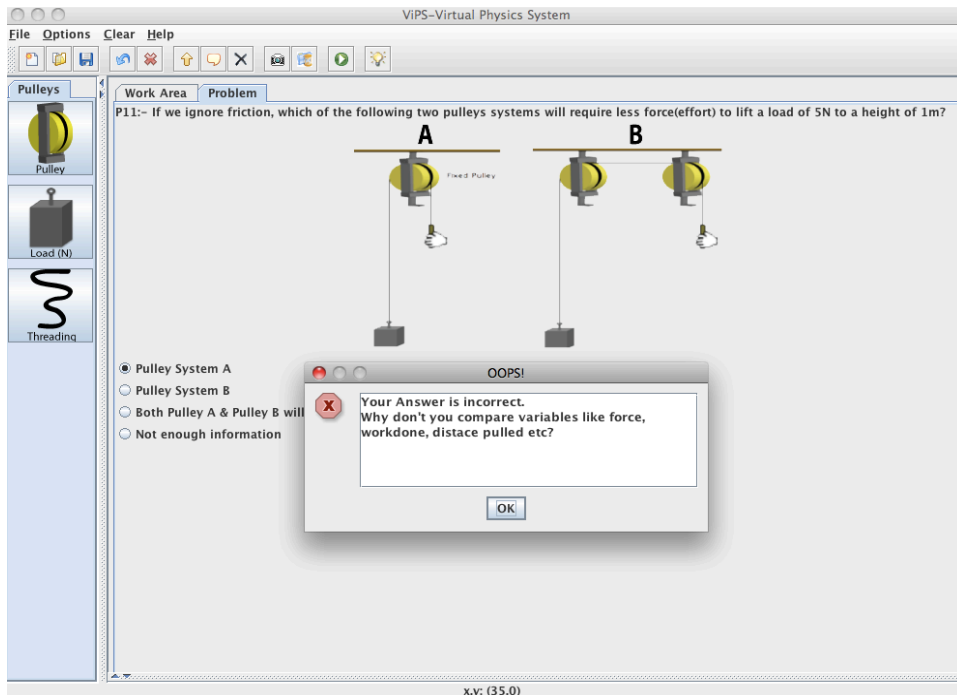 ViPS-Virtual Physics System
File Options Clear Help
Pulleys
Pulley
Load (N)
Threading
Work Area Problem
P11:- If we ignore friction, which of the following two pulleys systems will require less force(effort) to lift a load of 5N to a height of 1m?
A B
Fixed Pulley
Pulley System A
Pulley System B
Both Pulley A & Pulley B will
Not enough information
OOPS!
Your Answer is incorrect.
Why don't you compare variables like force,
workdone, distace pulled etc?
OK
x,y: (35,0)